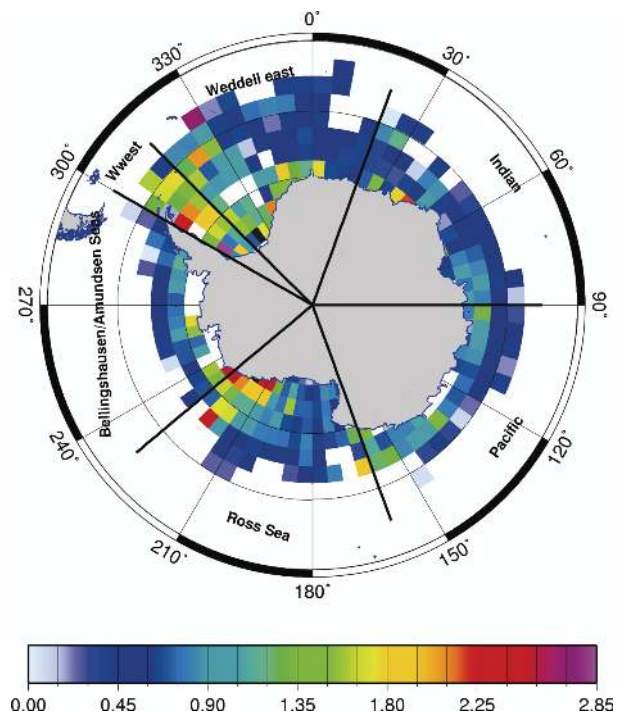 0°
30°
60°
90°
120°
150°
180°
210°
240°
270°
300°
330°
Weddell east
Indian
Pacific
Ross Sea
Bellingshausen/Amundsen Seas
Wwest
0.00 0.45 0.90 1.35 1.80 2.25 2.85